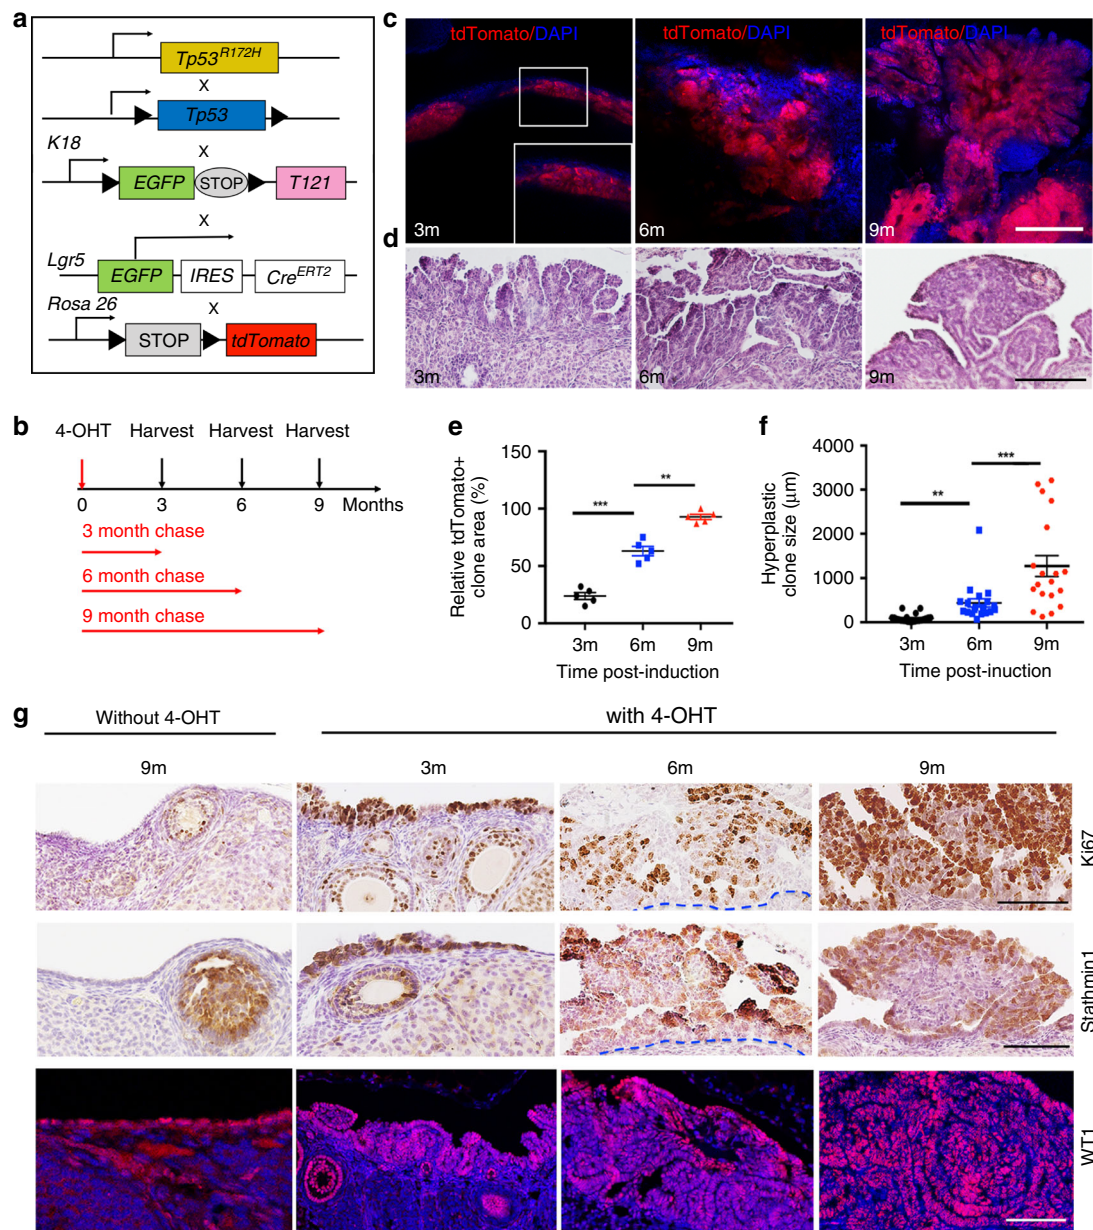 a
Tp53R172H
X
Tp53
X
K18
EGFP STOP T121
X
Lgr5
EGFP IRES CreERT2
Rosa 26
X
STOP tdTomato
b
4-OHT Harvest Harvest Harvest
0 3 6 9 Months
3 month chase
6 month chase
9 month chase
c
tdTomato/DAPI tdTomato/DAPI tdTomato/DAPI
3m 6m 9m
d
3m 6m 9m
e
Relative tdTomato+
clone area (%)
150
100
50
0
***
**
3m 6m 9m
Time post-induction
f
Hyperplastic
clone size (µm)
4000
3000
2000
1000
0
**
***
3m 6m 9m
Time post-inuction
g
Without 4-OHT with 4-OHT
9m 3m 6m 9m
Ki67
Stathmin1
WT1